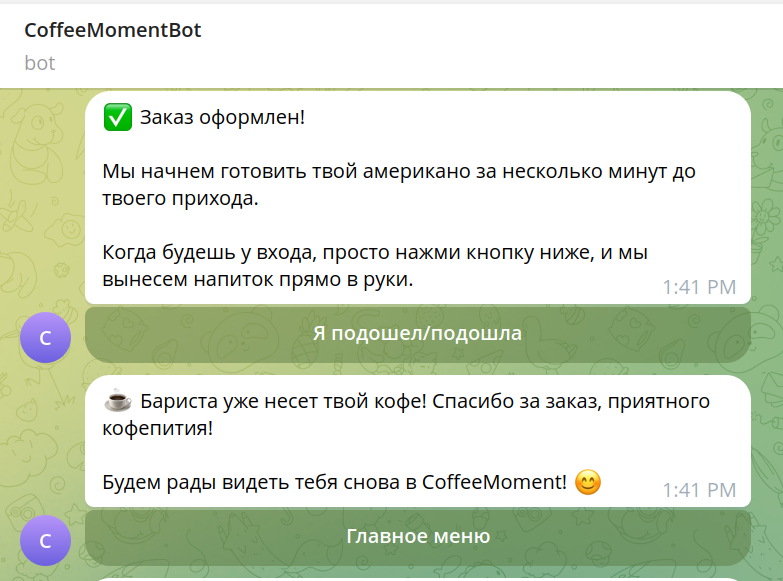 CoffeeMomentBot
bot
✅ Заказ оформлен!
Мы начнем готовить твой американо за несколько минут до
твоего прихода.
Когда будешь у входа, просто нажми кнопку ниже, и мы
вынесем напиток прямо в руки.
1:41 PM
Я подошел/подошла
C
☕ Бариста уже несет твой кофе! Спасибо за заказ, приятного
кофепития!
Будем рады видеть тебя снова в CoffeeMoment! 😊
1:41 PM
Главное меню
C